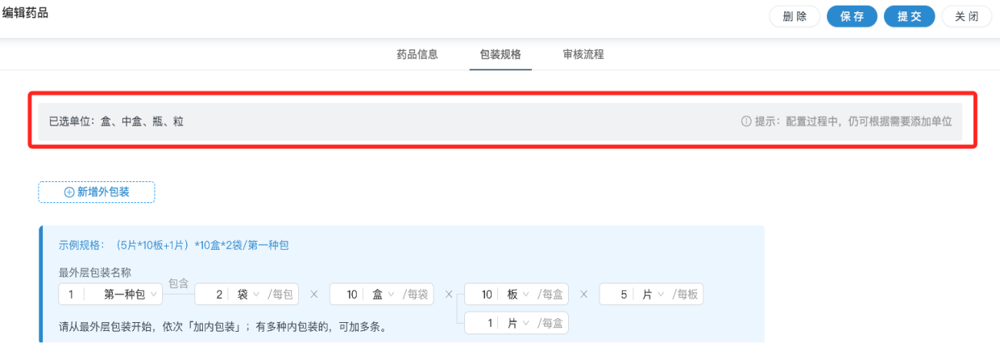 编辑药品
删除 保存 提交 关闭
药品信息 包装规格 审核流程
已选单位：盒、中盒、瓶、粒 提示：配置过程中，仍可根据需要添加单位
新增外包装
示例规格：（5片*10板+1片）*10盒*2袋/第一种包
最外层包装名称
1 第一种包 包含 2 袋 /每包 × 10 盒 /每袋 × 10 板 /每盒 × 5 片 /每板
1 片 /每盒
请从最外层包装开始，依次「加内包装」；有多种内包装的，可加多条。